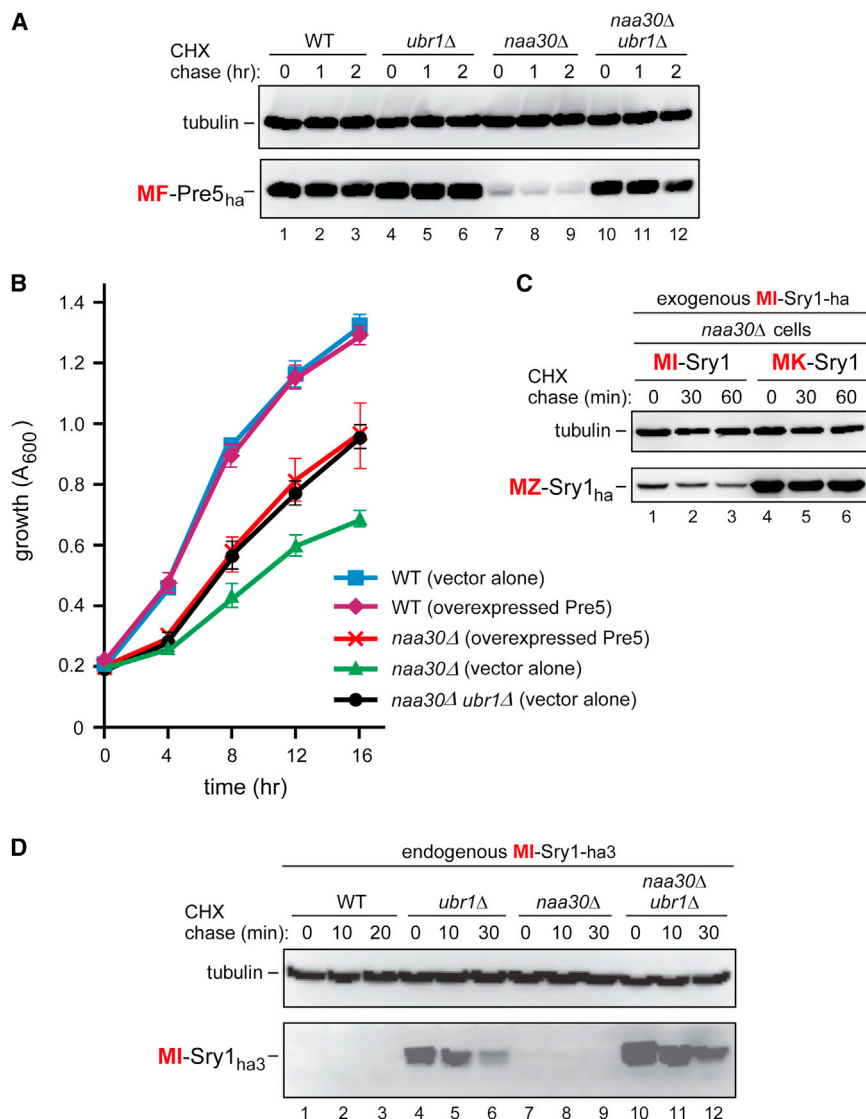 A
WT ubr1Δ naa30Δ naa30Δ ubr1Δ
CHX chase (hr): 0 1 2 0 1 2 0 1 2 0 1 2
tubulin –
MF-Pre5ha–
1 2 3 4 5 6 7 8 9 10 11 12
B
1.4
1.2
1.0
0.8
0.6
0.4
0.2
0
growth (A600)
0 4 8 12 16
time (hr)
WT (vector alone)
WT (overexpressed Pre5)
naa30Δ (overexpressed Pre5)
naa30Δ (vector alone)
naa30Δ ubr1Δ (vector alone)
C
exogenous MI-Sry1-ha
naa30Δ cells
MI-Sry1 MK-Sry1
CHX chase (min): 0 30 60 0 30 60
tubulin –
MZ-Sry1ha–
1 2 3 4 5 6
D
endogenous MI-Sry1-ha3
WT ubr1Δ naa30Δ naa30Δ ubr1Δ
CHX chase (min): 0 10 20 0 10 30 0 10 30 0 10 30
tubulin –
MI-Sry1ha3–
1 2 3 4 5 6 7 8 9 10 11 12